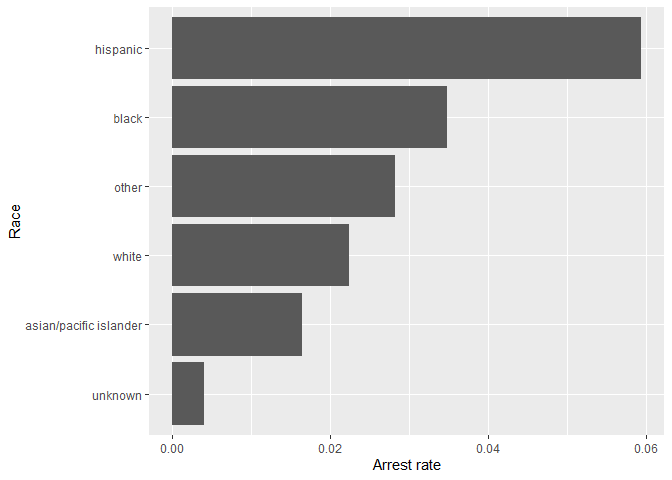 hispanic
black
other
white
asian/pacific islander
unknown
Race
0.00 0.02 0.04 0.06
Arrest rate